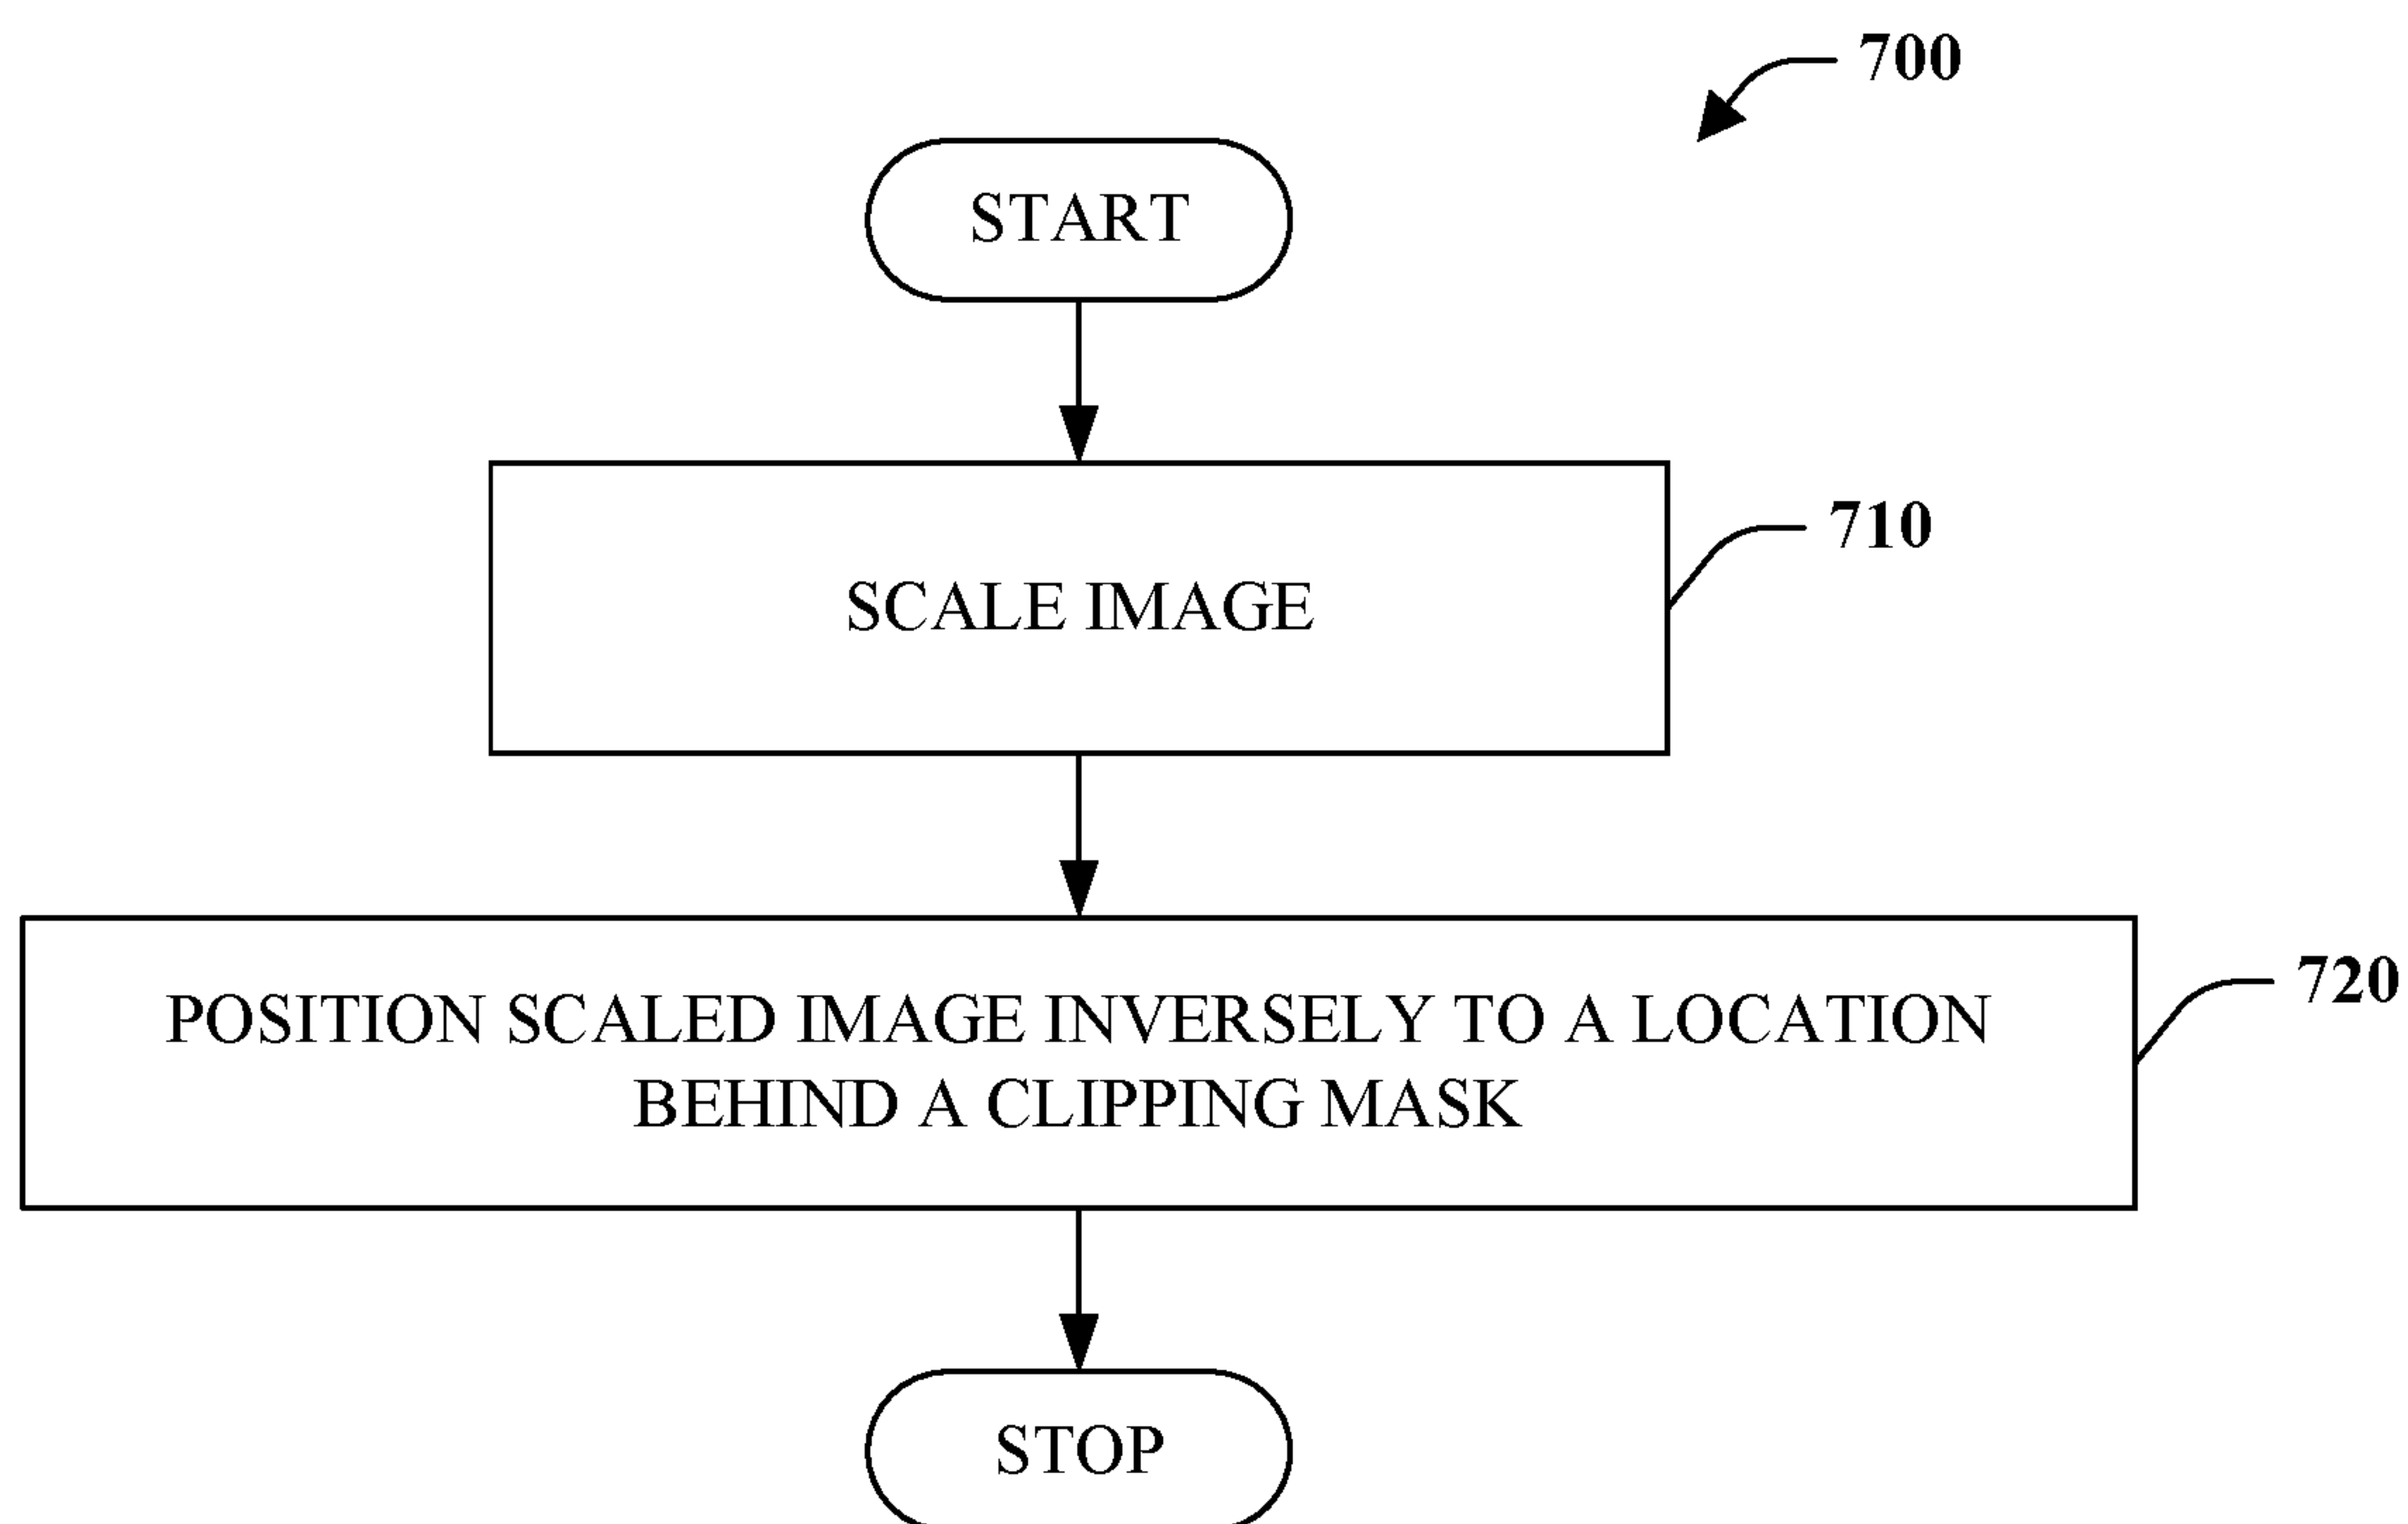 700
START
SCALE IMAGE
710
POSITION SCALED IMAGE INVERSELY TO A LOCATION
BEHIND A CLIPPING MASK
720
STOP